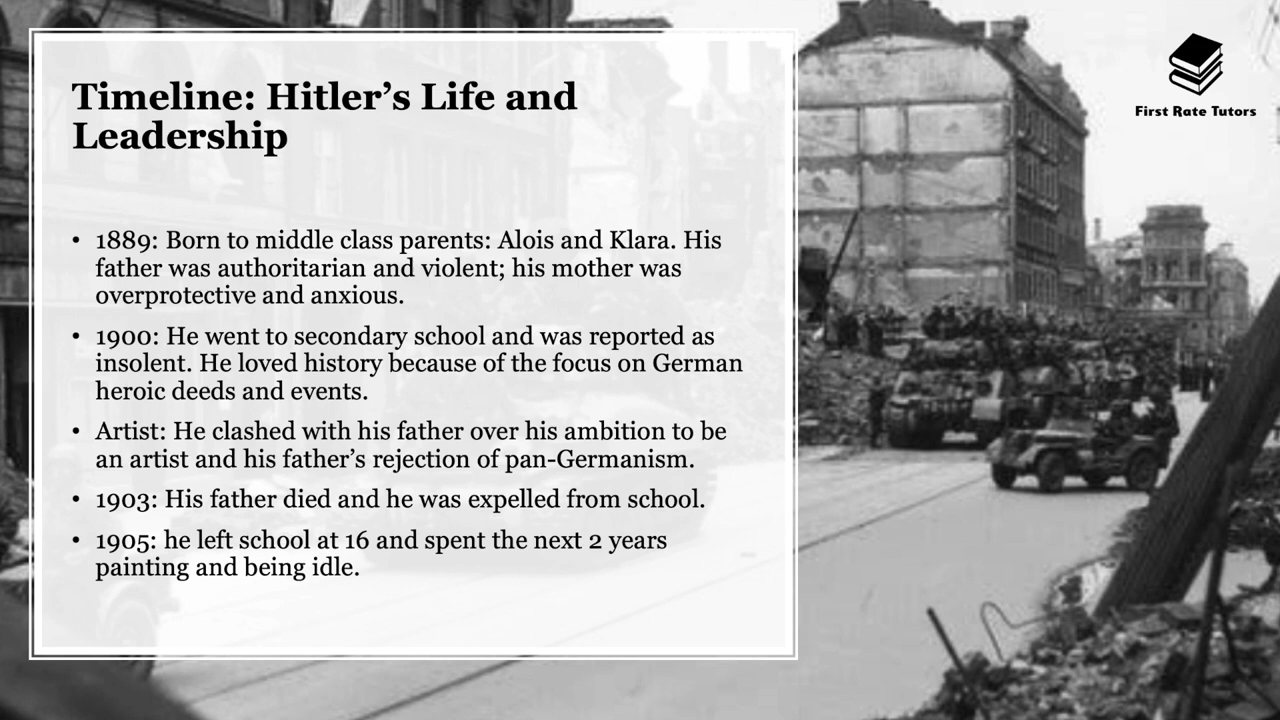 Timeline: Hitler's Life and
Leadership
• 1889: Born to middle class parents: Alois and Klara. His
father was authoritarian and violent; his mother was
overprotective and anxious.
• 1900: He went to secondary school and was reported as
insolent. He loved history because of the focus on German
heroic deeds and events.
• Artist: He clashed with his father over his ambition to be
an artist and his father's rejection of pan-Germanism.
• 1903: His father died and he was expelled from school.
• 1905: he left school at 16 and spent the next 2 years
painting and being idle.
First Rate Tutors